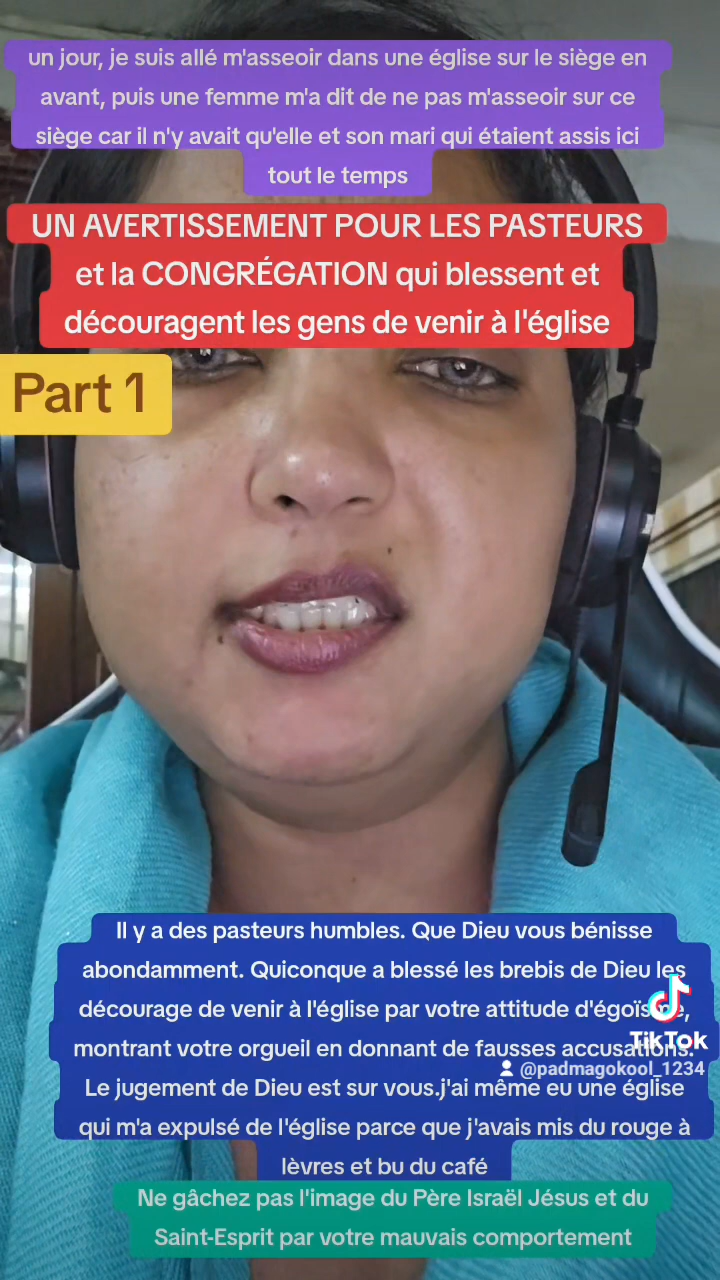 un jour, je suis allé m'asseoir dans une église sur le siège en
avant, puis une femme m'a dit de ne pas m'asseoir sur ce
siège car il n'y avait qu'elle et son mari qui étaient assis ici
tout le temps
UN AVERTISSEMENT POUR LES PASTEURS
et la CONGRÉGATION qui blessent et
découragent les gens de venir à l'église
Part 1
Il y a des pasteurs humbles. Que Dieu vous bénisse
abondamment. Quiconque a blessé les brebis de Dieu les
décourage de venir à l'église par votre attitude d'égoïsme,
montrant votre orgueil en donnant de fausses accusations.
Le jugement de Dieu est sur vous.j'ai même eu une église
qui m'a expulsé de l'église parce que j'avais mis du rouge à
lèvres et bu du café
TikTok
@padmagokool_1234
Ne gâchez pas l'image du Père Israël Jésus et du
Saint-Esprit par votre mauvais comportement